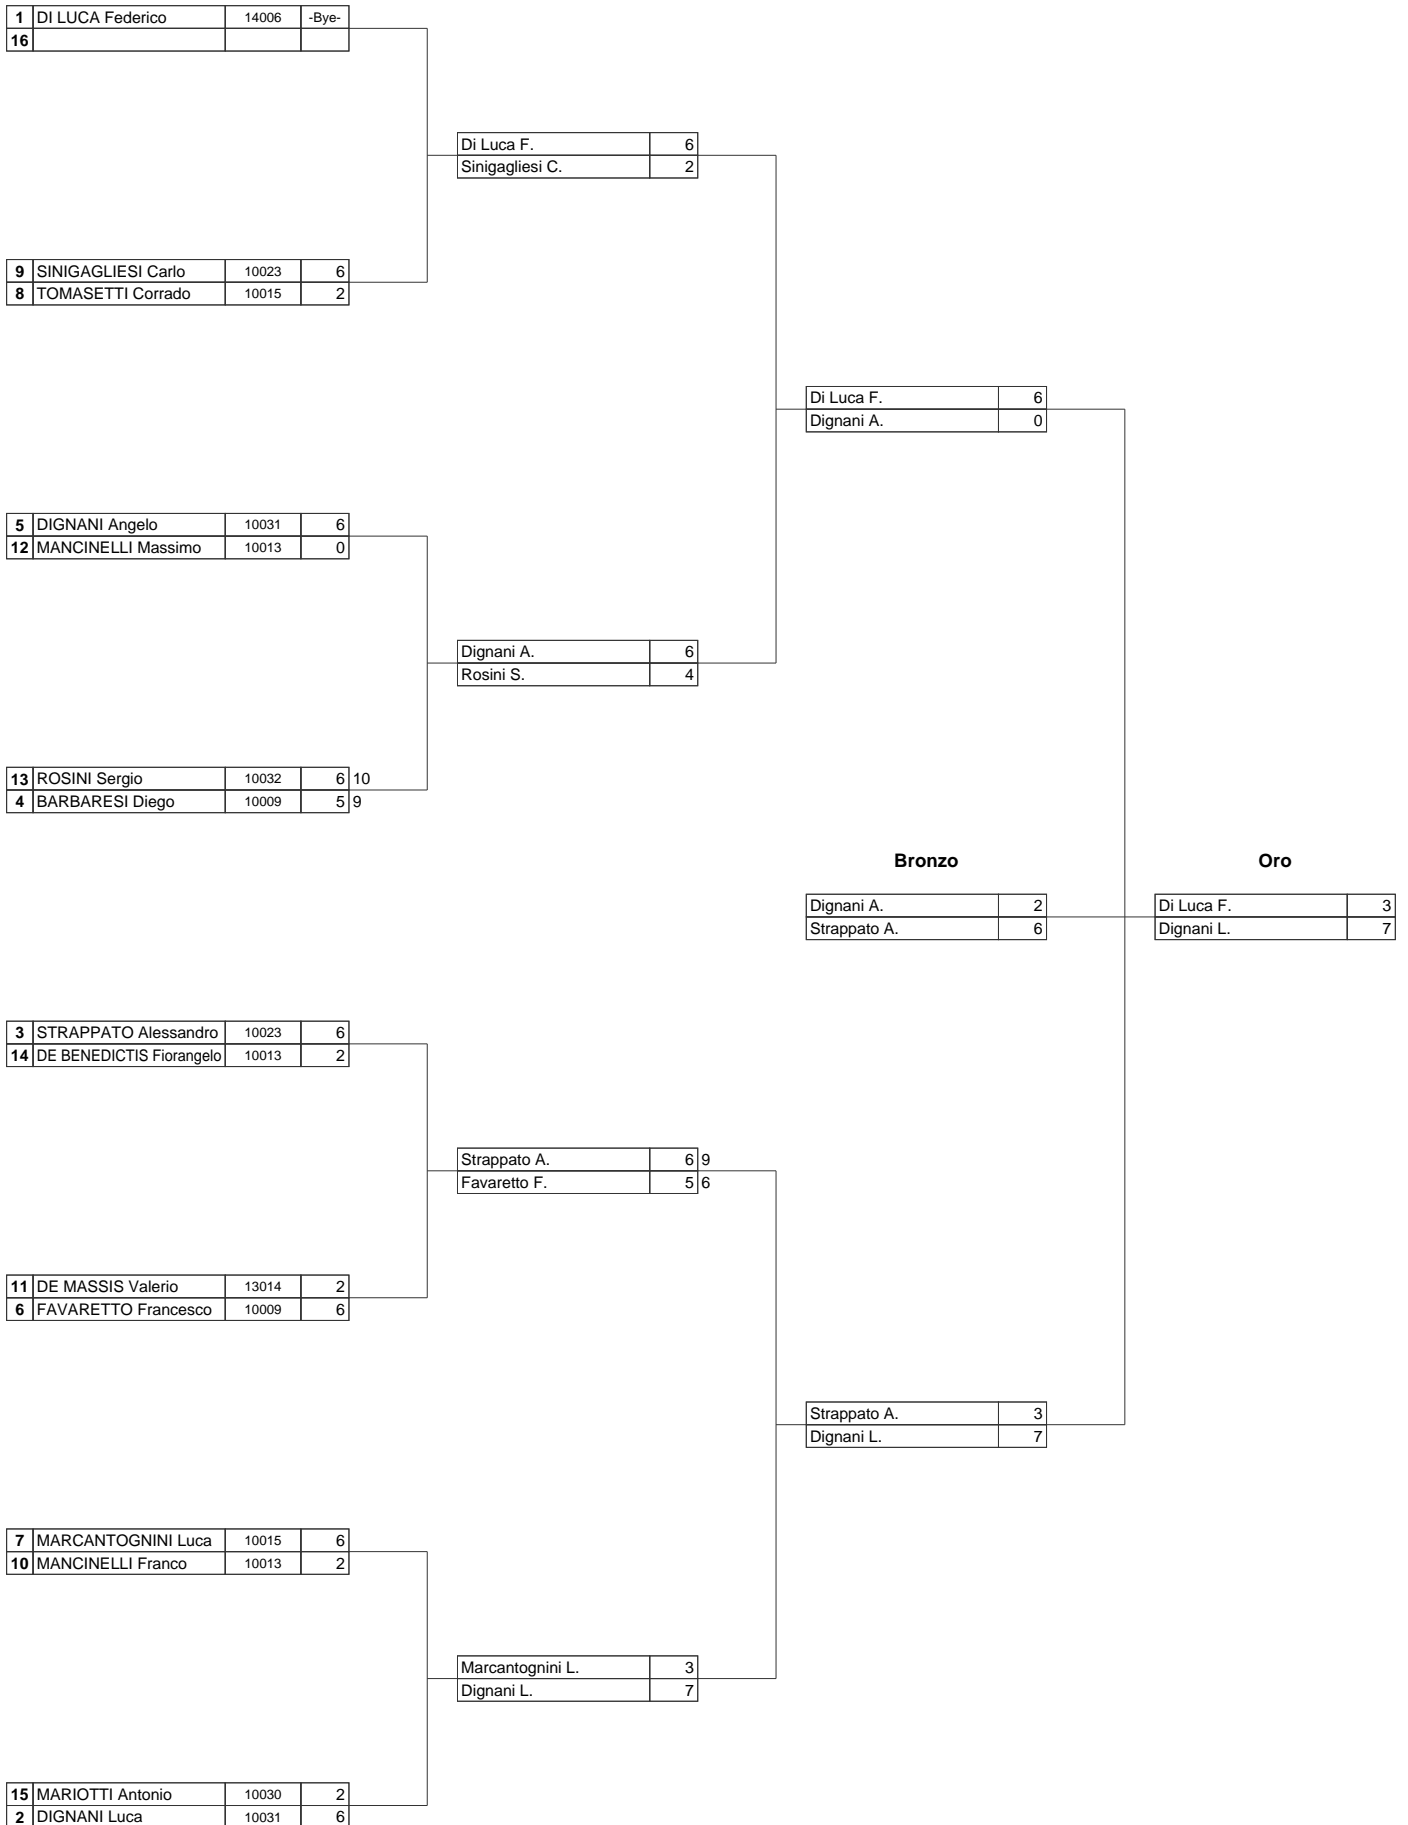 1 DI LUCA Federico 14006 -Bye-
16
Di Luca F. 6
Sinigagliesi C. 2
9 SINIGAGLIESI Carlo 10023 6
8 TOMASETTI Corrado 10015 2
Di Luca F. 6
Dignani A. 0
5 DIGNANI Angelo 10031 6
12 MANCINELLI Massimo 10013 0
Dignani A. 6
Rosini S. 4
13 ROSINI Sergio 10032 6 10
4 BARBARESI Diego 10009 5 9
Bronzo Oro
Dignani A. 2 Di Luca F. 3
Strappato A. 6 Dignani L. 7
3 STRAPPATO Alessandro 10023 6
14 DE BENEDICTIS Fiorangelo 10013 2
Strappato A. 6 9
Favaretto F. 5 6
11 DE MASSIS Valerio 13014 2
6 FAVARETTO Francesco 10009 6
Strappato A. 3
Dignani L. 7
7 MARCANTOGNINI Luca 10015 6
10 MANCINELLI Franco 10013 2
Marcantognini L. 3
Dignani L. 7
15 MARIOTTI Antonio 10030 2
2 DIGNANI Luca 10031 6